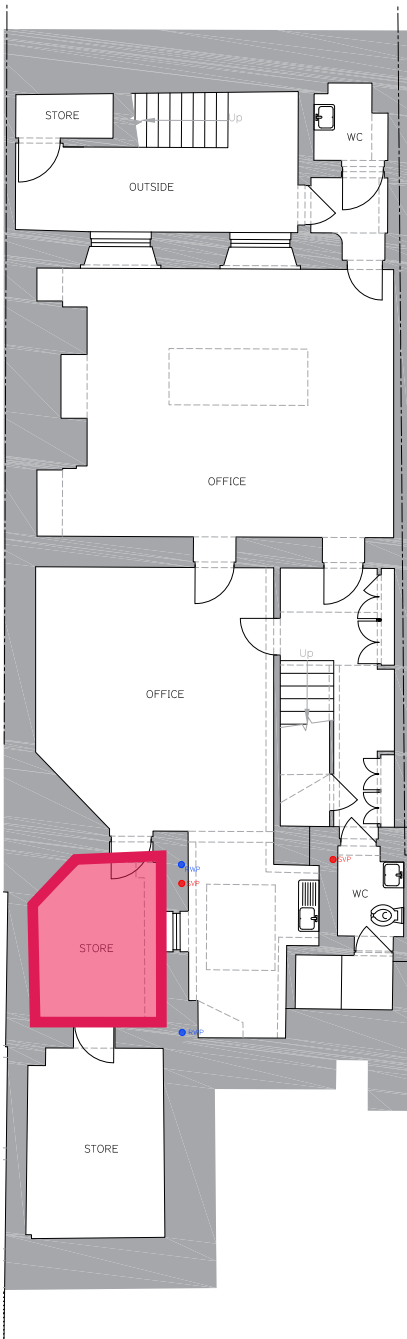 STORE
Up
WC
OUTSIDE
OFFICE
OFFICE
Up
RWP
SVP
SVP
WC
STORE
RWP
STORE